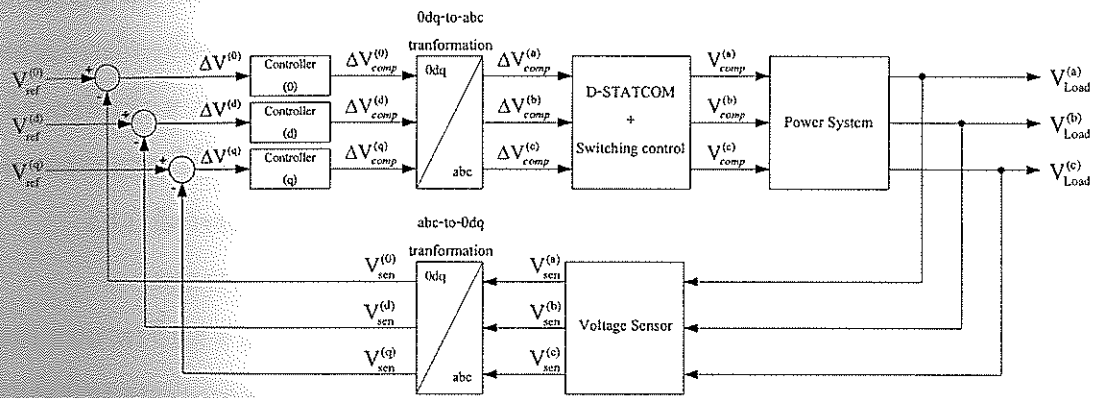 0dq-to-abc
tranformation
V_ref^(0) + - ΔV^(0) Controller (0) ΔV_comp^(0) 0dq ΔV_comp^(a) V_comp^(a) V_Load^(a)
V_ref^(d) + - ΔV^(d) Controller (d) ΔV_comp^(d) ΔV_comp^(b) D-STATCOM + Switching control V_comp^(b) Power System V_Load^(b)
V_ref^(q) + - ΔV^(q) Controller (q) ΔV_comp^(q) abc ΔV_comp^(c) V_comp^(c) V_Load^(c)
abc-to-0dq
tranformation
V_sen^(0) 0dq V_sen^(a)
V_sen^(d) V_sen^(b) Voltage Sensor
V_sen^(q) abc V_sen^(c)